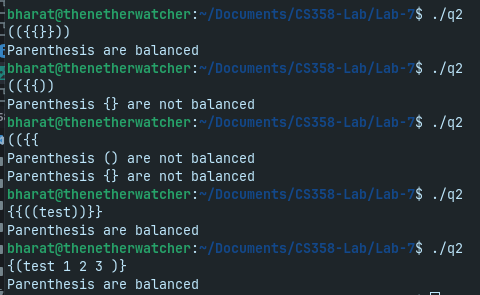 bharat@thenetherwatcher:~/Documents/CS358-Lab/Lab-7$ ./q2
(({{}}))
Parenthesis are balanced
bharat@thenetherwatcher:~/Documents/CS358-Lab/Lab-7$ ./q2
(({{))
Parenthesis {} are not balanced
bharat@thenetherwatcher:~/Documents/CS358-Lab/Lab-7$ ./q2
(({{
Parenthesis () are not balanced
Parenthesis {} are not balanced
bharat@thenetherwatcher:~/Documents/CS358-Lab/Lab-7$ ./q2
{{((test))}}
Parenthesis are balanced
bharat@thenetherwatcher:~/Documents/CS358-Lab/Lab-7$ ./q2
{(test 1 2 3 )}
Parenthesis are balanced